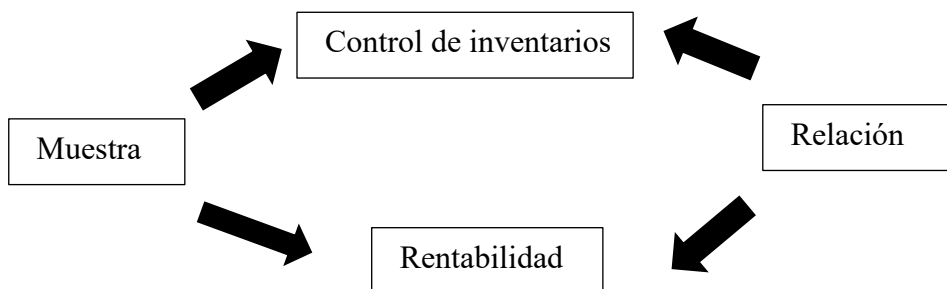 Control de inventarios
Muestra
Relación
Rentabilidad